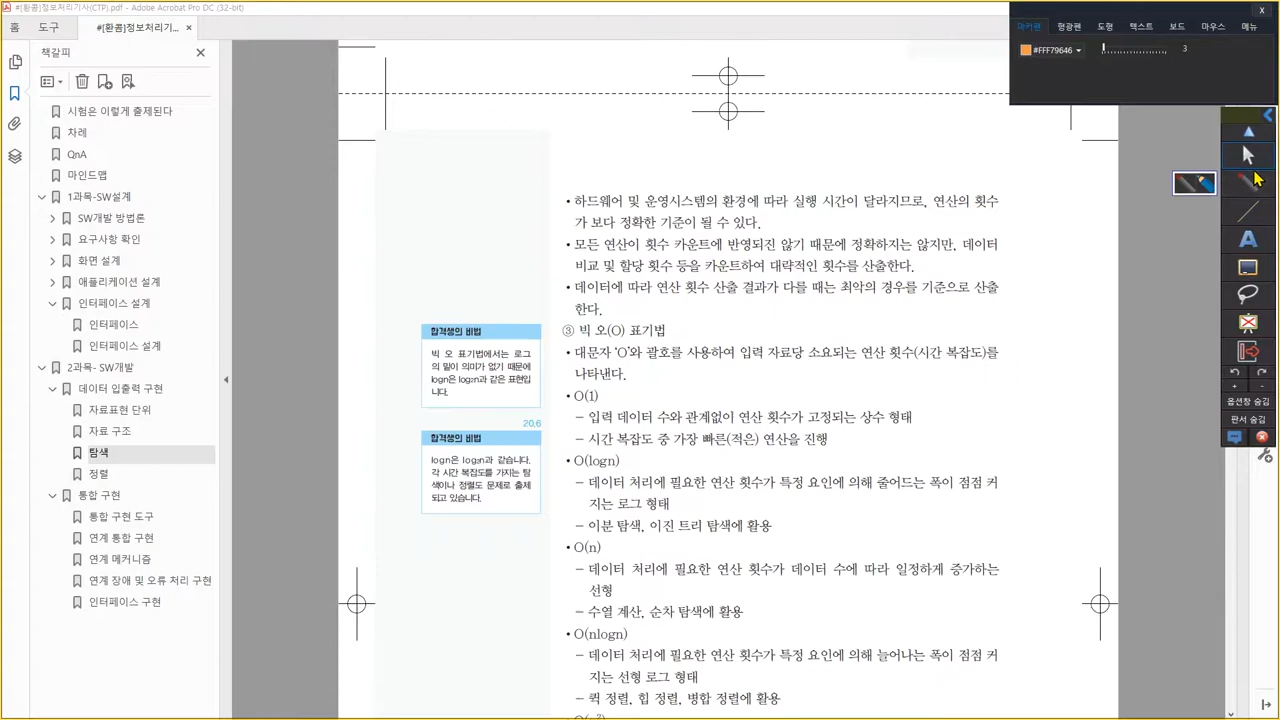 #[환콤]정보처리기사(CTP).pdf - Adobe Acrobat Pro DC (32-bit)
홈
도구
#[환콤]정보처리기...
책갈피
시험은 이렇게 출제된다
차례
QnA
마인드맵
1과목-SW설계
SW개발 방법론
요구사항 확인
화면 설계
애플리케이션 설계
인터페이스 설계
인터페이스
인터페이스 설계
2과목- SW개발
데이터 입출력 구현
자료표현 단위
자료 구조
탐색
정렬
통합 구현
통합 구현 도구
연계 통합 구현
연계 메커니즘
연계 장애 및 오류 처리 구현
인터페이스 구현
합격생의 비법
빅 오 표기법에서는 로그
의 밑이 의미가 없기 때문에
logn은 log₂n과 같은 표현입
니다.
20.6
합격생의 비법
logn은 log₂n과 같습니다.
각 시간 복잡도를 가지는 탐
색이나 정렬도 문제로 출제
되고 있습니다.
• 하드웨어 및 운영시스템의 환경에 따라 실행 시간이 달라지므로, 연산의 횟수
가 보다 정확한 기준이 될 수 있다.
• 모든 연산이 횟수 카운트에 반영되진 않기 때문에 정확하지는 않지만, 데이터
비교 및 할당 횟수 등을 카운트하여 대략적인 횟수를 산출한다.
• 데이터에 따라 연산 횟수 산출 결과가 다를 때는 최악의 경우를 기준으로 산출
한다.
③ 빅 오(O) 표기법
• 대문자 ‘O’와 괄호를 사용하여 입력 자료당 소요되는 연산 횟수(시간 복잡도)를
나타낸다.
• O(1)
– 입력 데이터 수와 관계없이 연산 횟수가 고정되는 상수 형태
– 시간 복잡도 중 가장 빠른(적은) 연산을 진행
• O(logn)
– 데이터 처리에 필요한 연산 횟수가 특정 요인에 의해 줄어드는 폭이 점점 커
지는 로그 형태
– 이분 탐색, 이진 트리 탐색에 활용
• O(n)
– 데이터 처리에 필요한 연산 횟수가 데이터 수에 따라 일정하게 증가하는
선형
– 수열 계산, 순차 탐색에 활용
• O(nlogn)
– 데이터 처리에 필요한 연산 횟수가 특정 요인에 의해 늘어나는 폭이 점점 커
지는 선형 로그 형태
– 퀵 정렬, 힙 정렬, 병합 정렬에 활용
x
마커펜 형광펜 도형 텍스트 보드 마우스 메뉴
#FFF79646
3
A
+ -
옵션창 숨김
판서 숨김